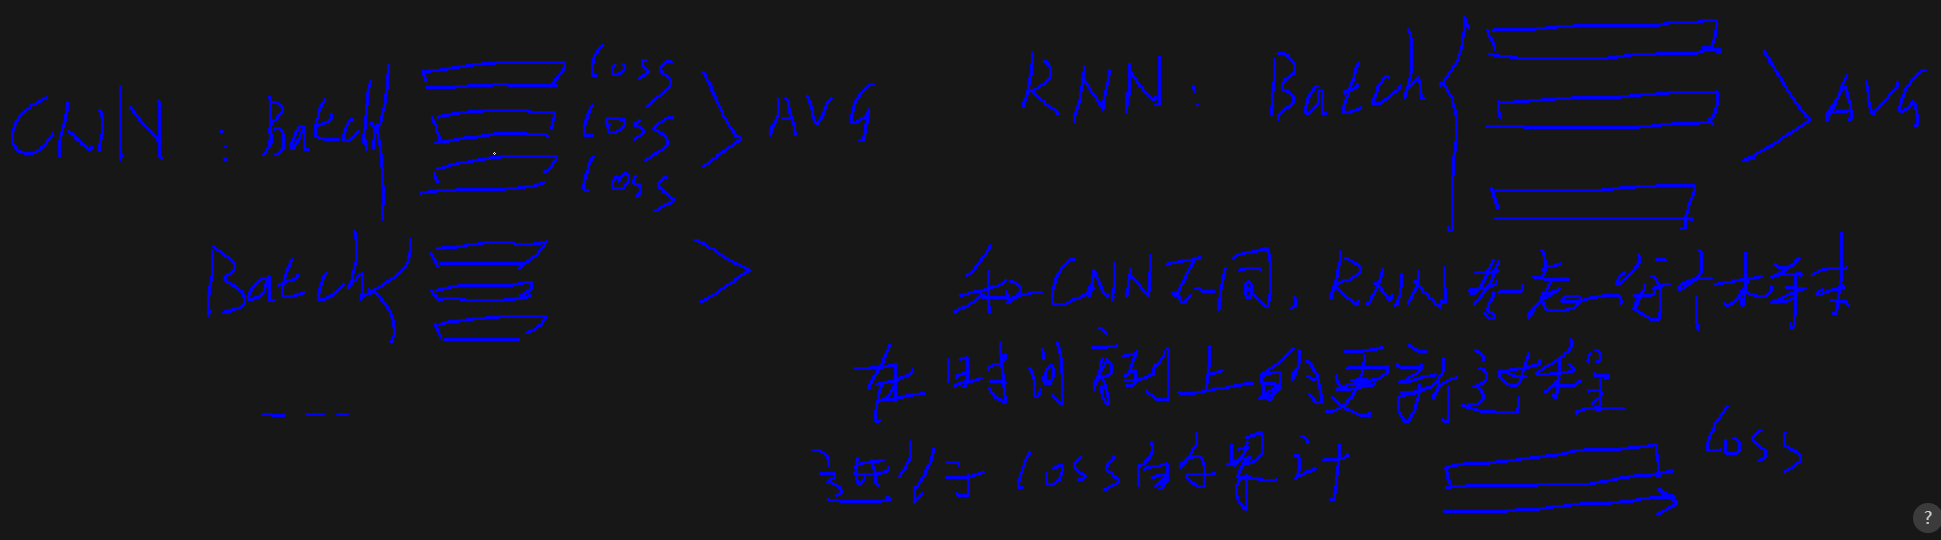 CNN : Batch loss loss loss AVG
Batch
RNN : Batch AVG
和CNN不同, RNN考虑一个样本
在时间序列上的更新过程
进行loss的累计
Loss
?